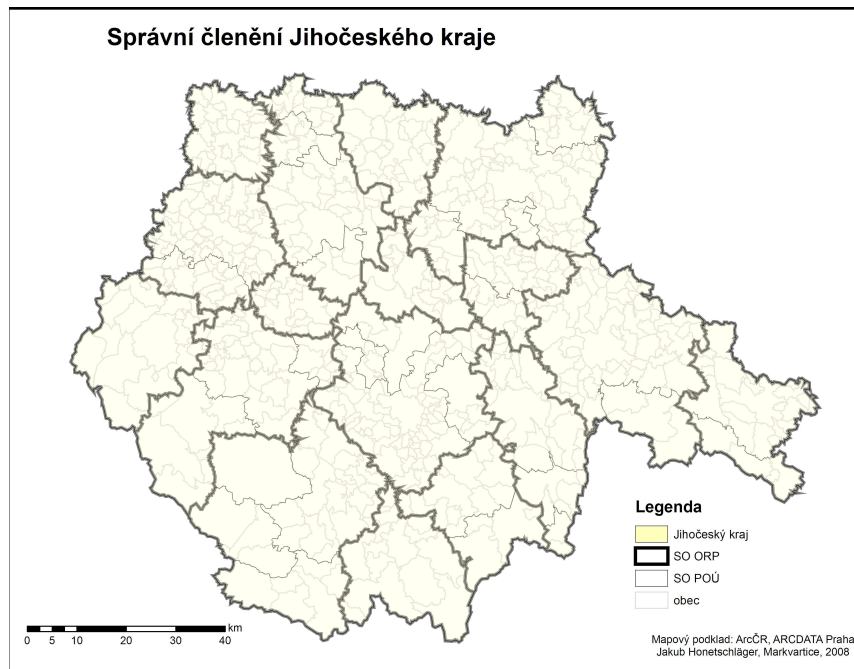 Správní členění Jihočeského kraje
Legenda
Jihočeský kraj
SO ORP
SO POÚ
obec
km
0 5 10 20 30 40
Mapový podklad: ArcČR, ARCDATA Praha
Jakub Honetschläger, Markvartice, 2008